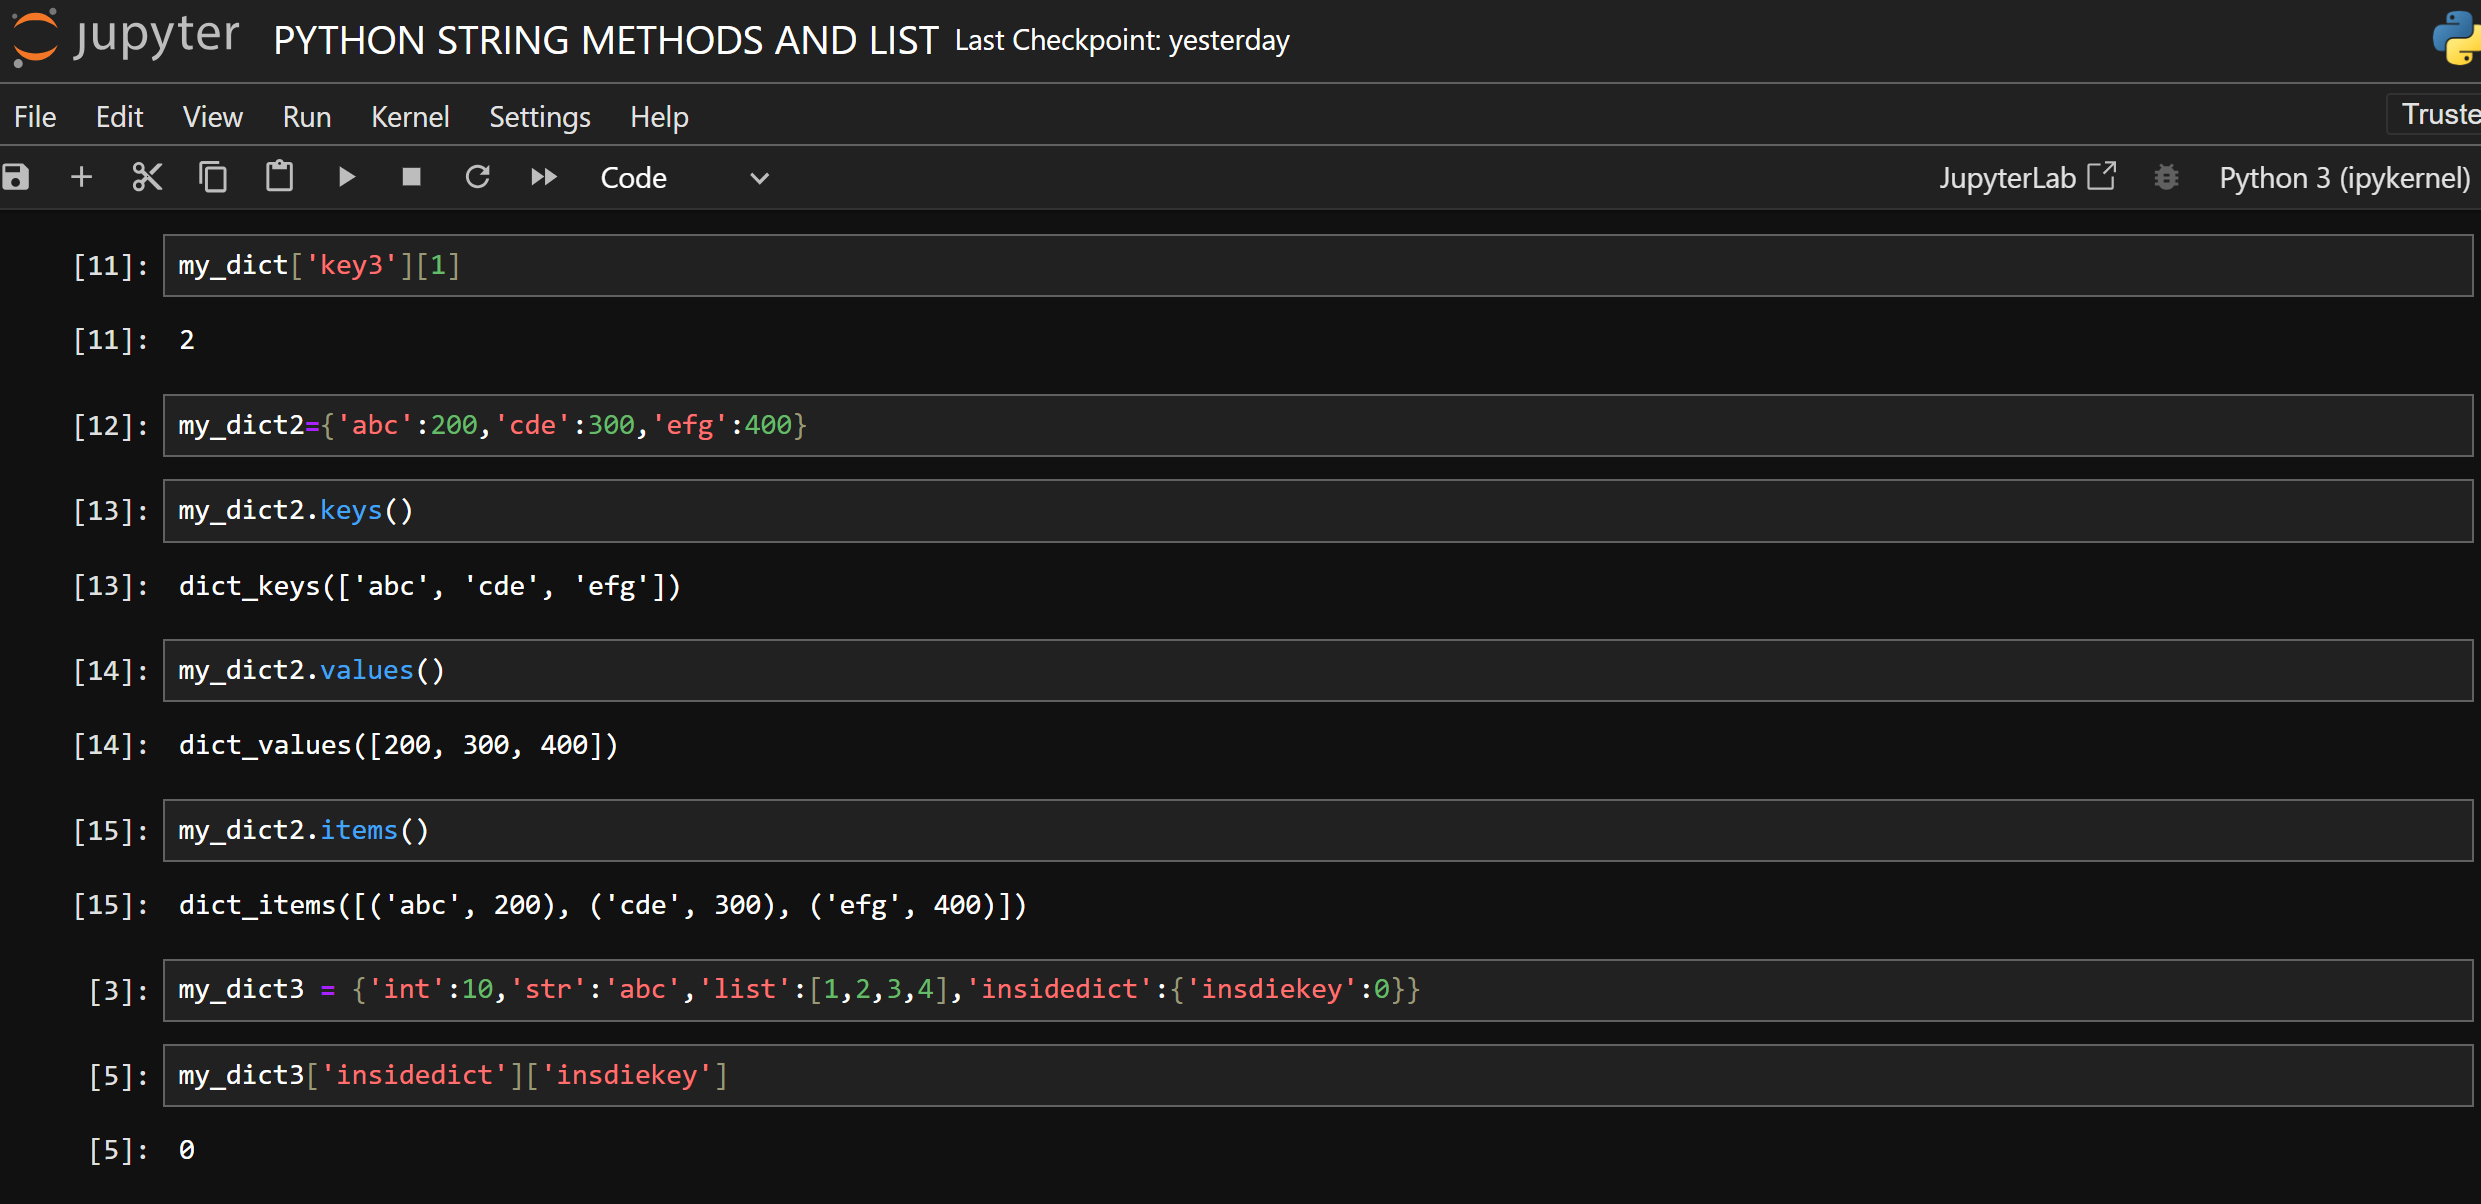 jupyter PYTHON STRING METHODS AND LIST Last Checkpoint: yesterday
File Edit View Run Kernel Settings Help Truste
Code JupyterLab Python 3 (ipykernel)
[11]: my_dict['key3'][1]
[11]: 2
[12]: my_dict2={'abc':200,'cde':300,'efg':400}
[13]: my_dict2.keys()
[13]: dict_keys(['abc', 'cde', 'efg'])
[14]: my_dict2.values()
[14]: dict_values([200, 300, 400])
[15]: my_dict2.items()
[15]: dict_items([('abc', 200), ('cde', 300), ('efg', 400)])
[3]: my_dict3 = {'int':10,'str':'abc','list':[1,2,3,4],'insidedict':{'insdiekey':0}}
[5]: my_dict3['insidedict']['insdiekey']
[5]: 0